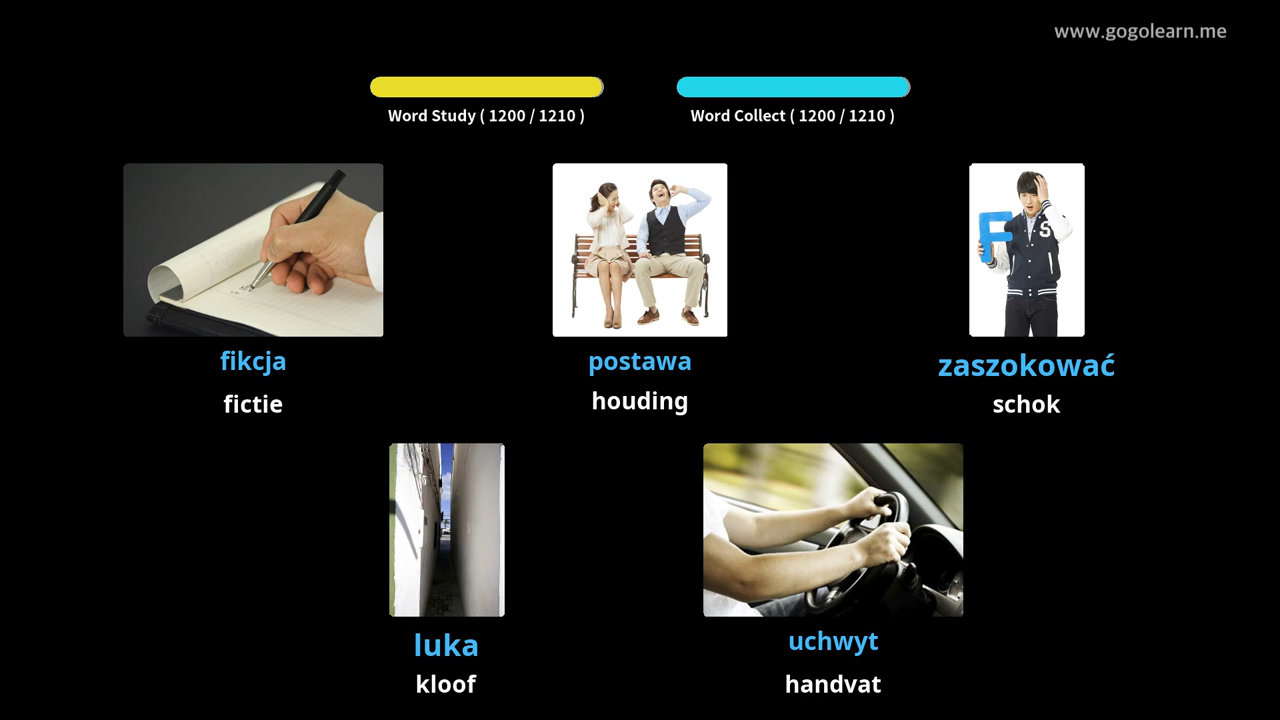 www.gogolearn.me
Word Study ( 1200 / 1210 )
Word Collect ( 1200 / 1210 )
F
S
fikcja
postawa
zaszokować
fictie
houding
schok
luka
uchwyt
kloof
handvat